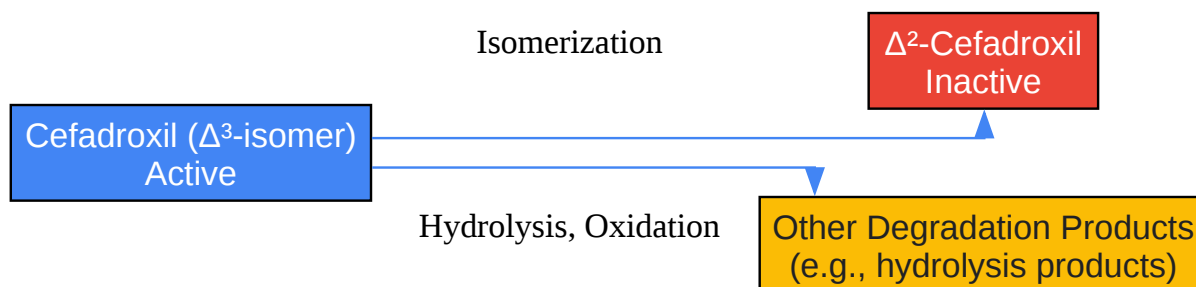 Isomerization
Δ²-Cefadroxil
Inactive
Cefadroxil (Δ³-isomer)
Active
Hydrolysis, Oxidation
Other Degradation Products
(e.g., hydrolysis products)